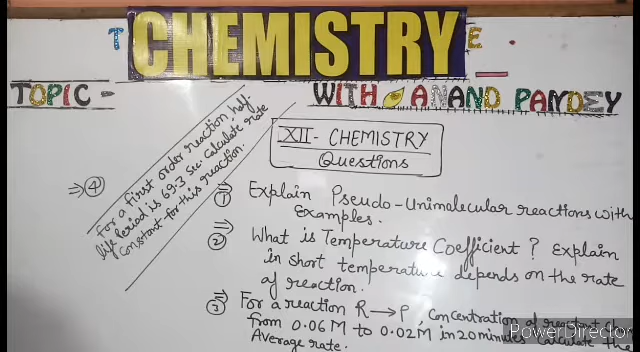 T CHEMISTRY E .
TOPIC - WITH ANAND PANDEY
XII- CHEMISTRY
Questions
⇒ ④ For a first order reaction, half-
life Period is 69.3 Sec. Calculate rate
constant for this reaction.
⇒ ① Explain Pseudo-Unimolecular reactions with
Examples.
⇒ ② What is Temperature Coefficient? Explain
in short temperature depends on the rate
of reaction.
⇒ ③ For a reaction R → P Concentration of reactant
from 0.06M to 0.02M in 20 minutes Calculate the
Average rate.
PowerDirector